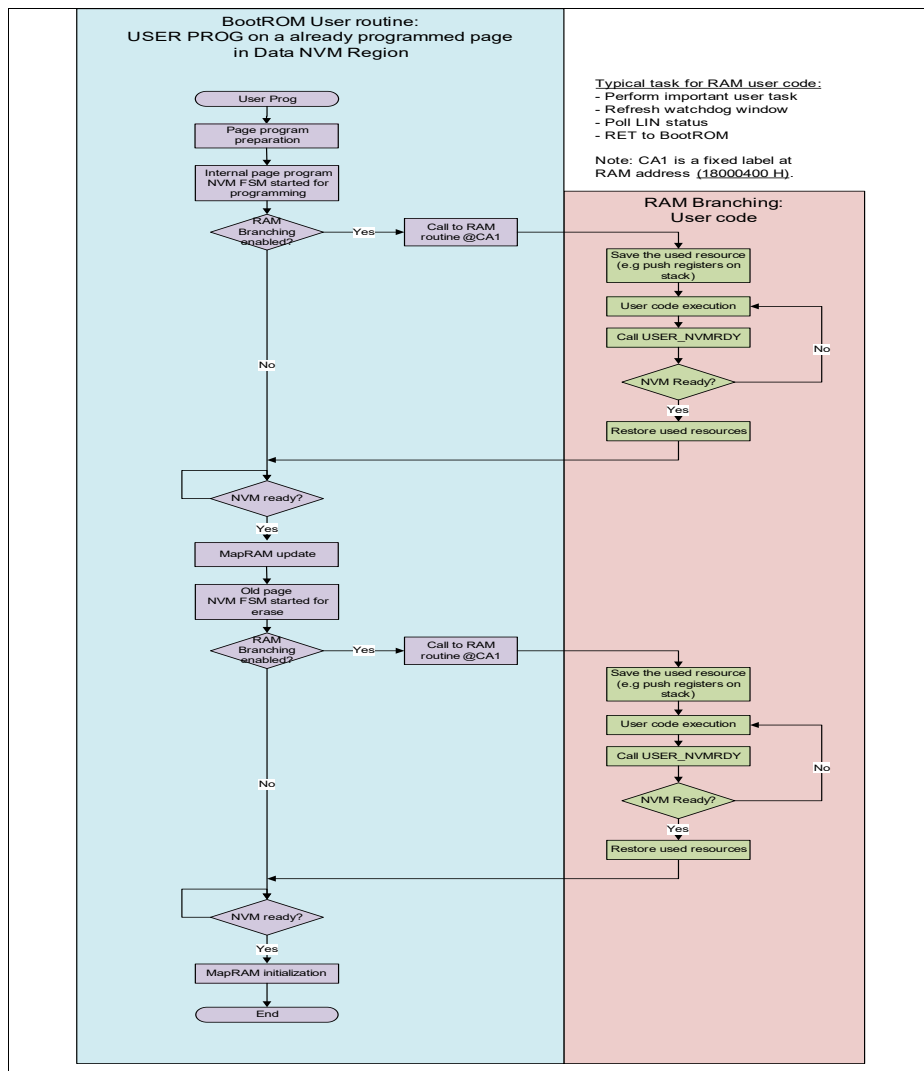 BootROM User routine:
USER PROG on a already programmed page
in Data NVM Region
Typical task for RAM user code:
- Perform important user task
- Refresh watchdog window
- Poll LIN status
- RET to BootROM
Note: CA1 is a fixed label at
RAM address (18000400 H).
User Prog
Page program
preparation
Internal page program
NVM FSM started for
programming
RAM
Branching
enabled?
Yes
Call to RAM
routine @CA1
No
RAM Branching:
User code
Save the used resource
(e.g push registers on
stack)
User code execution
Call USER_NVMRDY
No
NVM Ready?
Yes
Restore used resources
NVM ready?
Yes
MapRAM update
Old page
NVM FSM started for
erase
RAM
Branching
enabled?
Yes
Call to RAM
routine @CA1
No
Save the used resource
(e.g push registers on
stack)
User code execution
Call USER_NVMRDY
No
NVM Ready?
Yes
Restore used resources
NVM ready?
Yes
MapRAM initialization
End